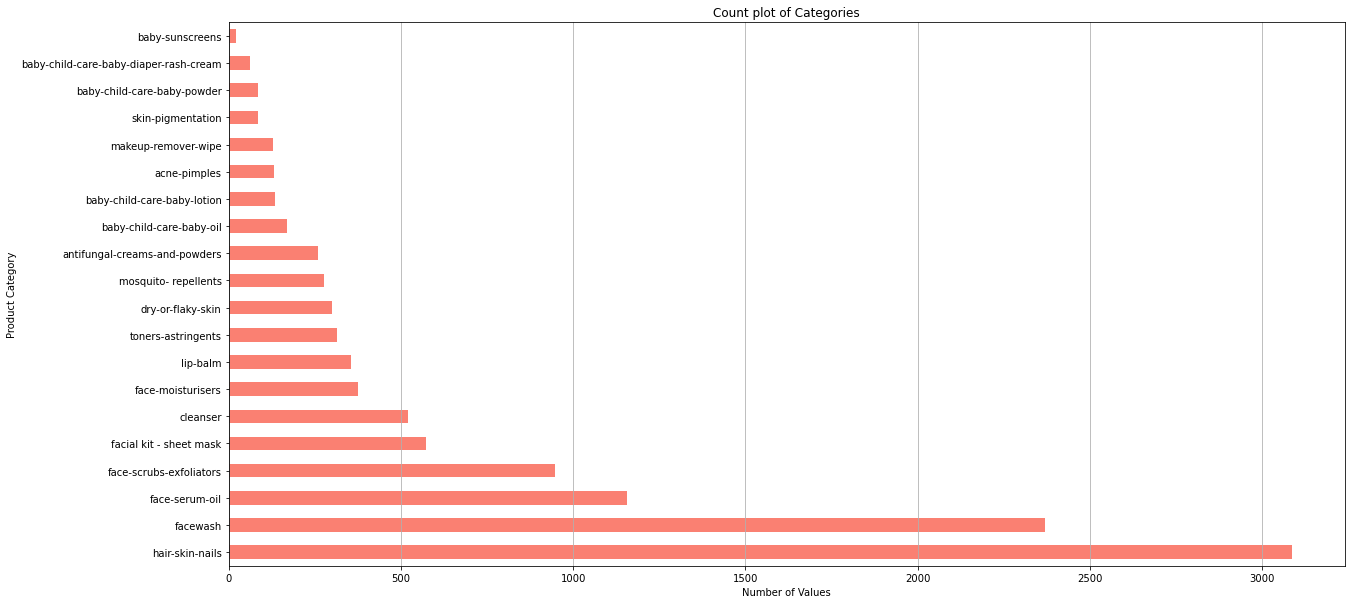 Count plot of Categories
baby-sunscreens
baby-child-care-baby-diaper-rash-cream
baby-child-care-baby-powder
skin-pigmentation
makeup-remover-wipe
acne-pimples
baby-child-care-baby-lotion
baby-child-care-baby-oil
antifungal-creams-and-powders
mosquito- repellents
dry-or-flaky-skin
toners-astringents
lip-balm
face-moisturisers
cleanser
facial kit - sheet mask
face-scrubs-exfoliators
face-serum-oil
facewash
hair-skin-nails
Product Category
0 500 1000 1500 2000 2500 3000
Number of Values